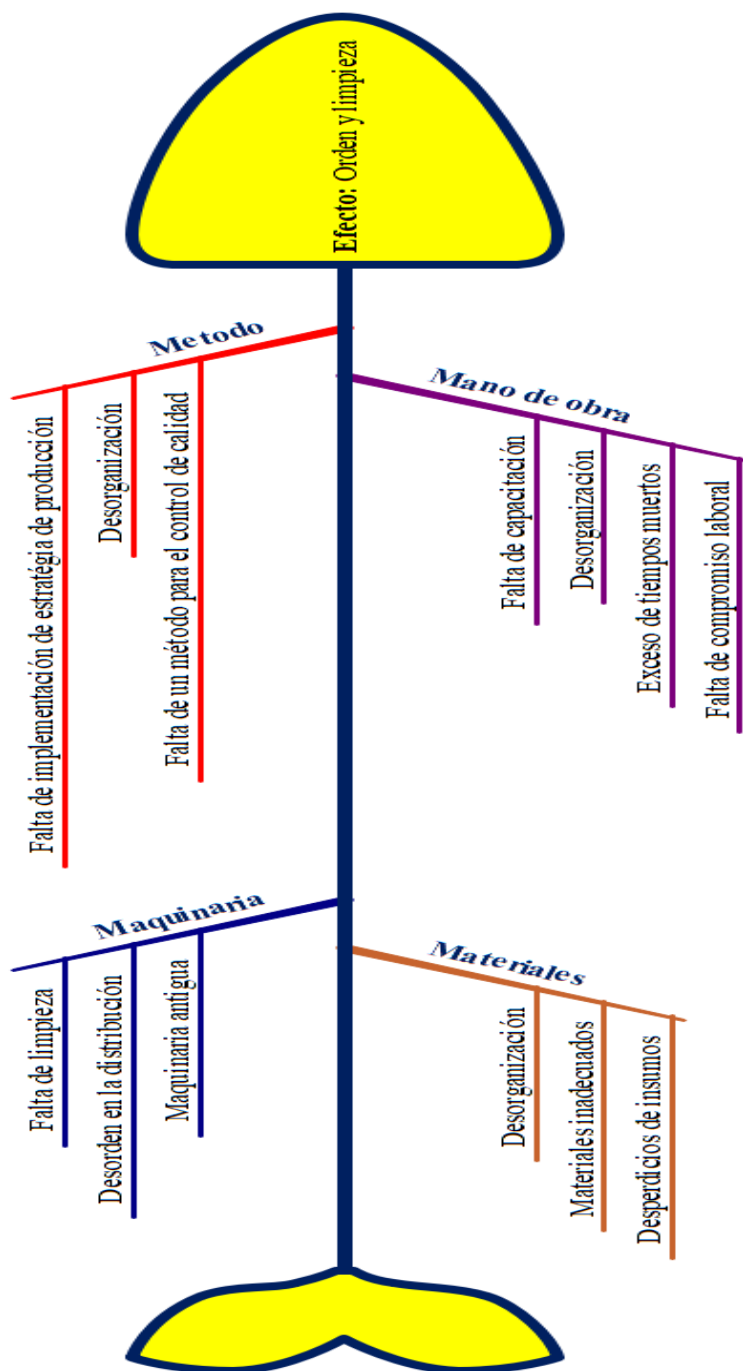 Efecto: Orden y limpieza
Metodo
Falta de implementación de estratégia de producción
Desorganización
Falta de un método para el control de calidad
Mano de obra
Falta de capacitación
Desorganización
Exceso de tiempos muertos
Falta de compromiso laboral
Maquinaria
Falta de limpieza
Desorden en la distribución
Maquinaria antigua
Materiales
Desorganización
Materiales inadecuados
Desperdicios de insumos